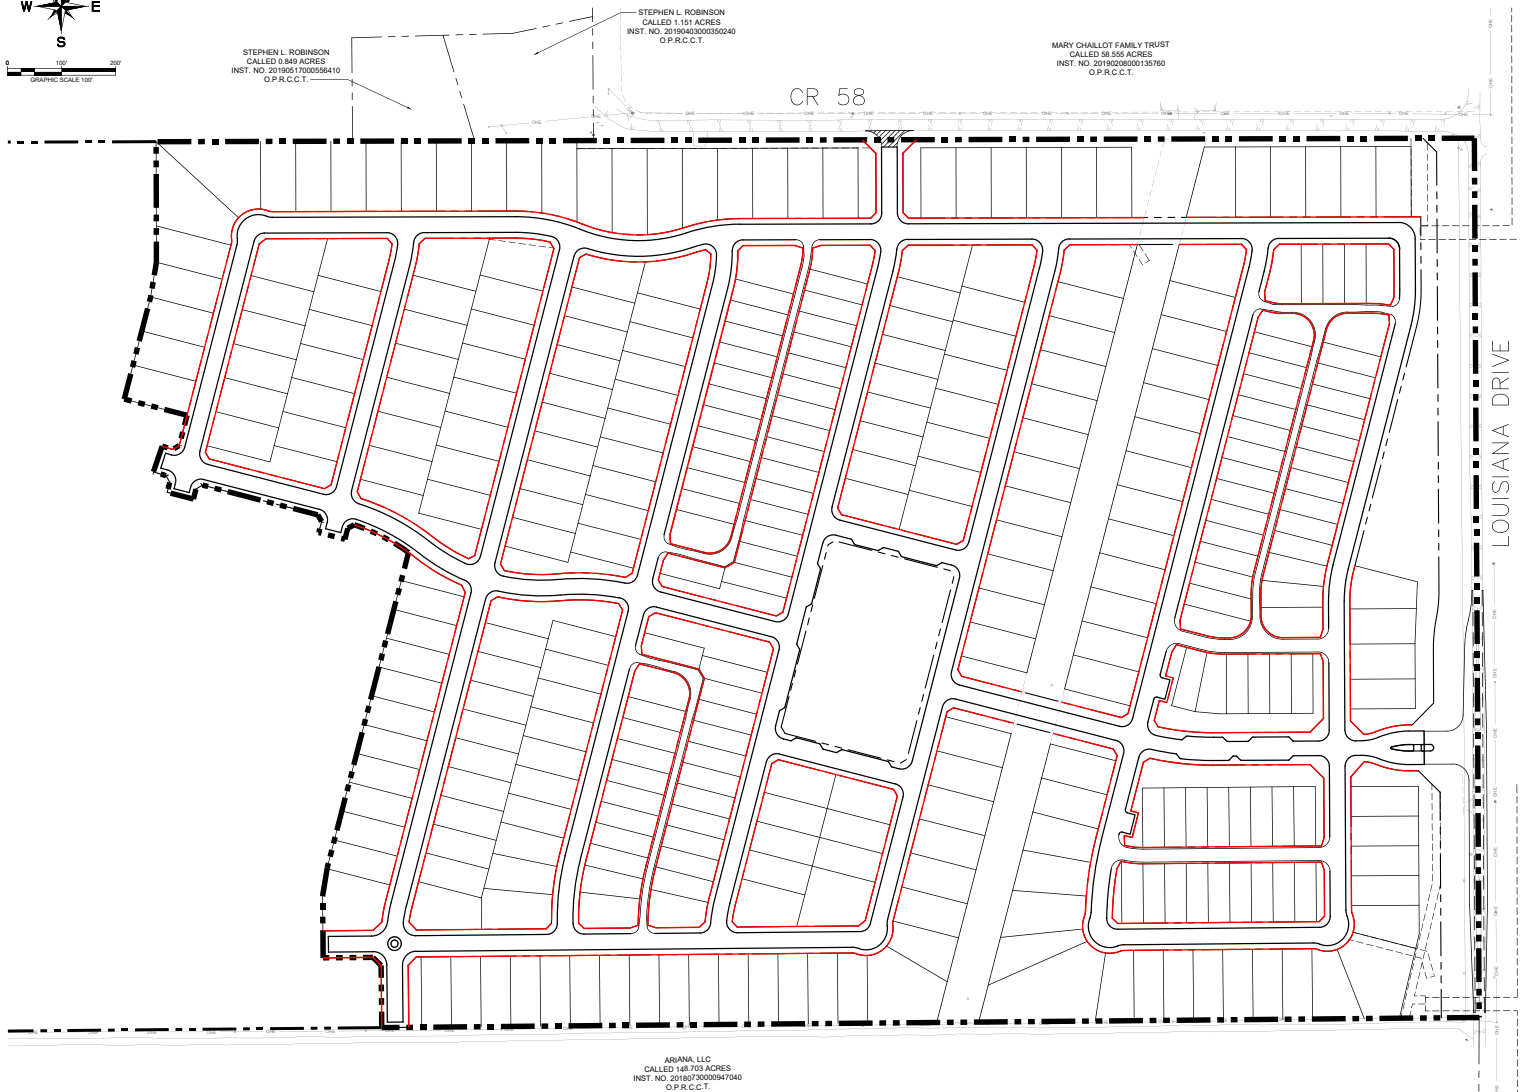 W E
S
0 100' 200'
GRAPHIC SCALE 100'
STEPHEN L. ROBINSON
CALLED 0.849 ACRES
INST. NO. 20190517000556410
O.P.R.C.C.T.
STEPHEN L. ROBINSON
CALLED 1.151 ACRES
INST. NO. 20190403000350240
O.P.R.C.C.T.
MARY CHAILLOT FAMILY TRUST
CALLED 58.555 ACRES
INST. NO. 20190208000135760
O.P.R.C.C.T.
CR 58
LOUISIANA DRIVE
ARIANA, LLC
CALLED 148.703 ACRES
INST. NO. 20180730000947040
O.P.R.C.C.T.